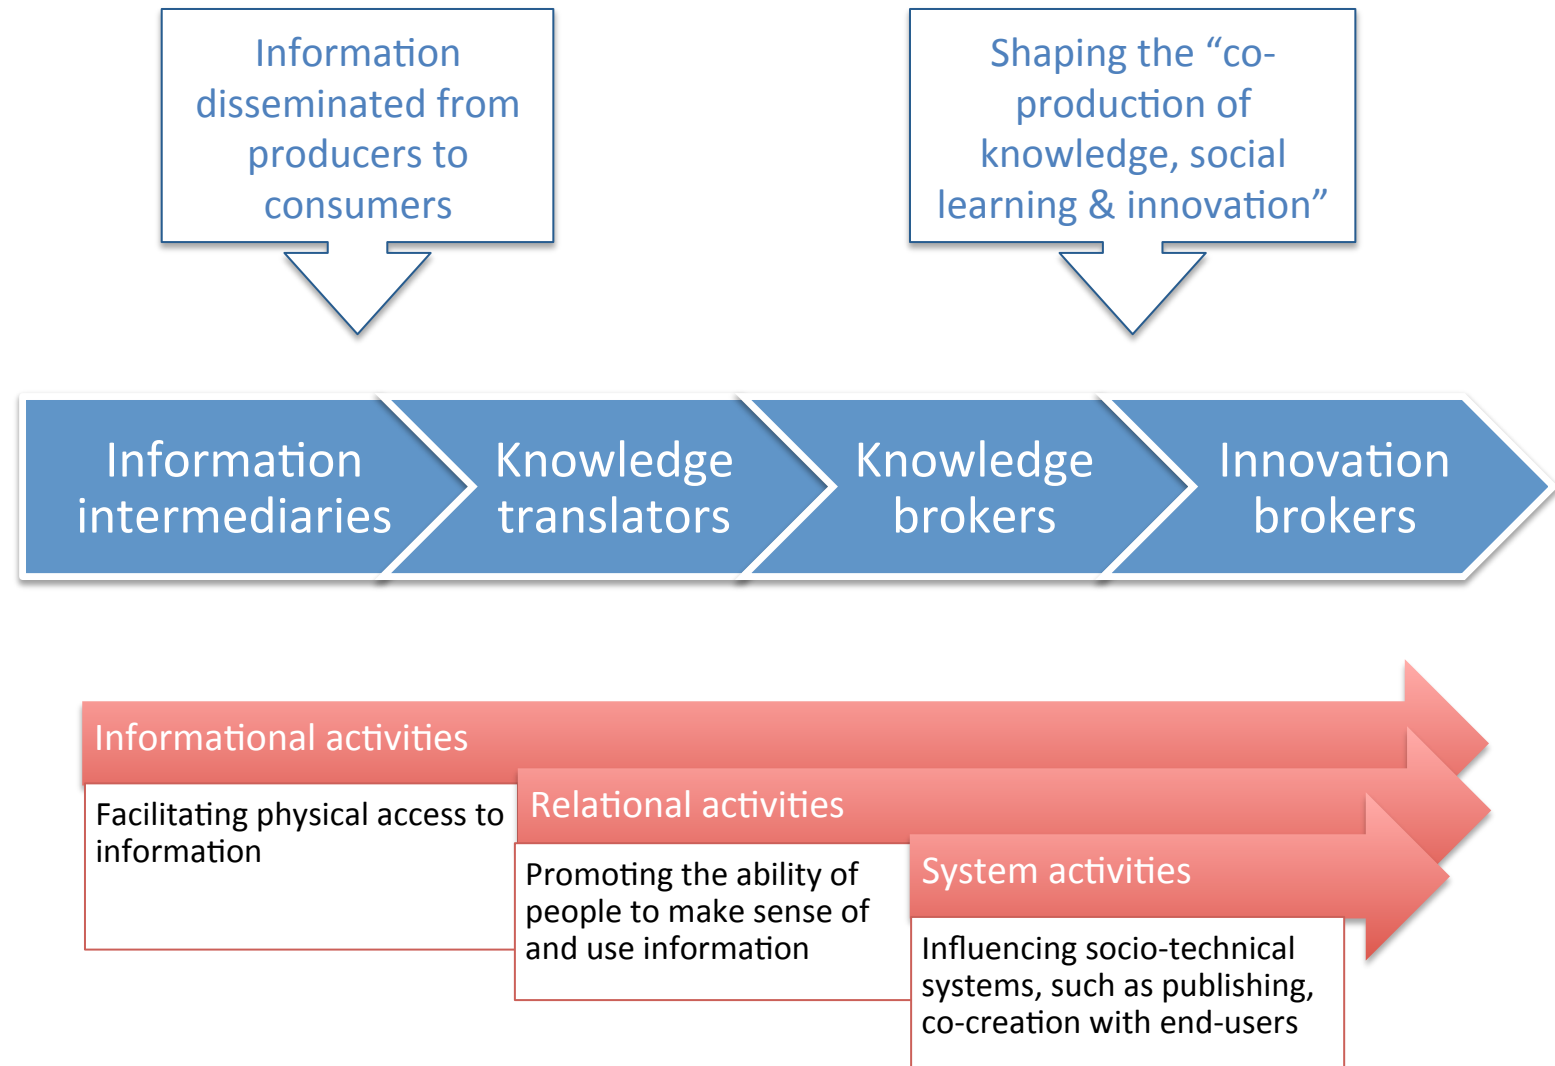 Information
disseminated from
producers to
consumers
Shaping the “co-
production of
knowledge, social
learning & innovation”
Information
intermediaries
Knowledge
translators
Knowledge
brokers
Innovation
brokers
Informational activities
Facilitating physical access to
information
Relational activities
Promoting the ability of
people to make sense of
and use information
System activities
Influencing socio-technical
systems, such as publishing,
co-creation with end-users